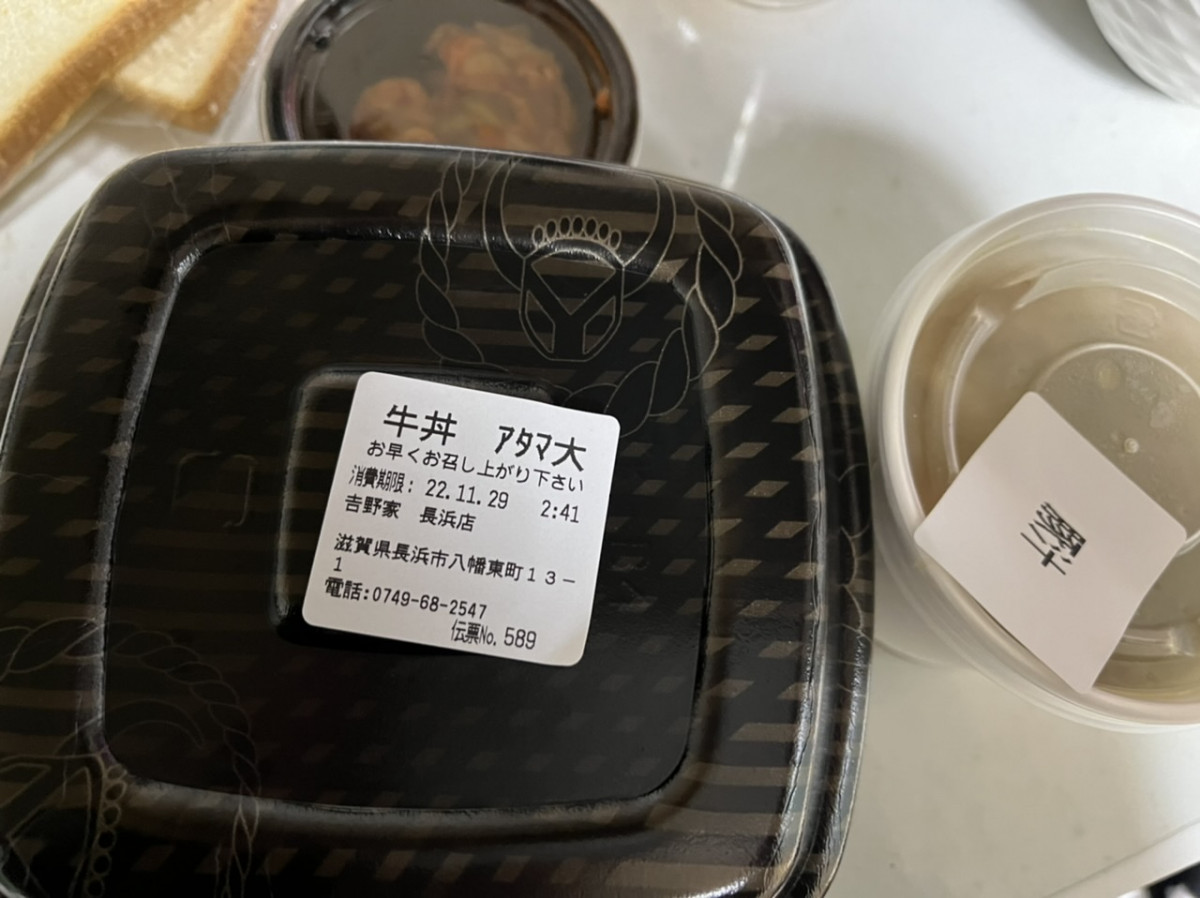 牛丼 ｱﾀﾏ大
お早くお召し上がり下さい
消費期限: 22.11.29 2:41
吉野家 長浜店
滋賀県長浜市八幡東町１３－
１
電話:0749-68-2547
伝票No. 589
豚汁